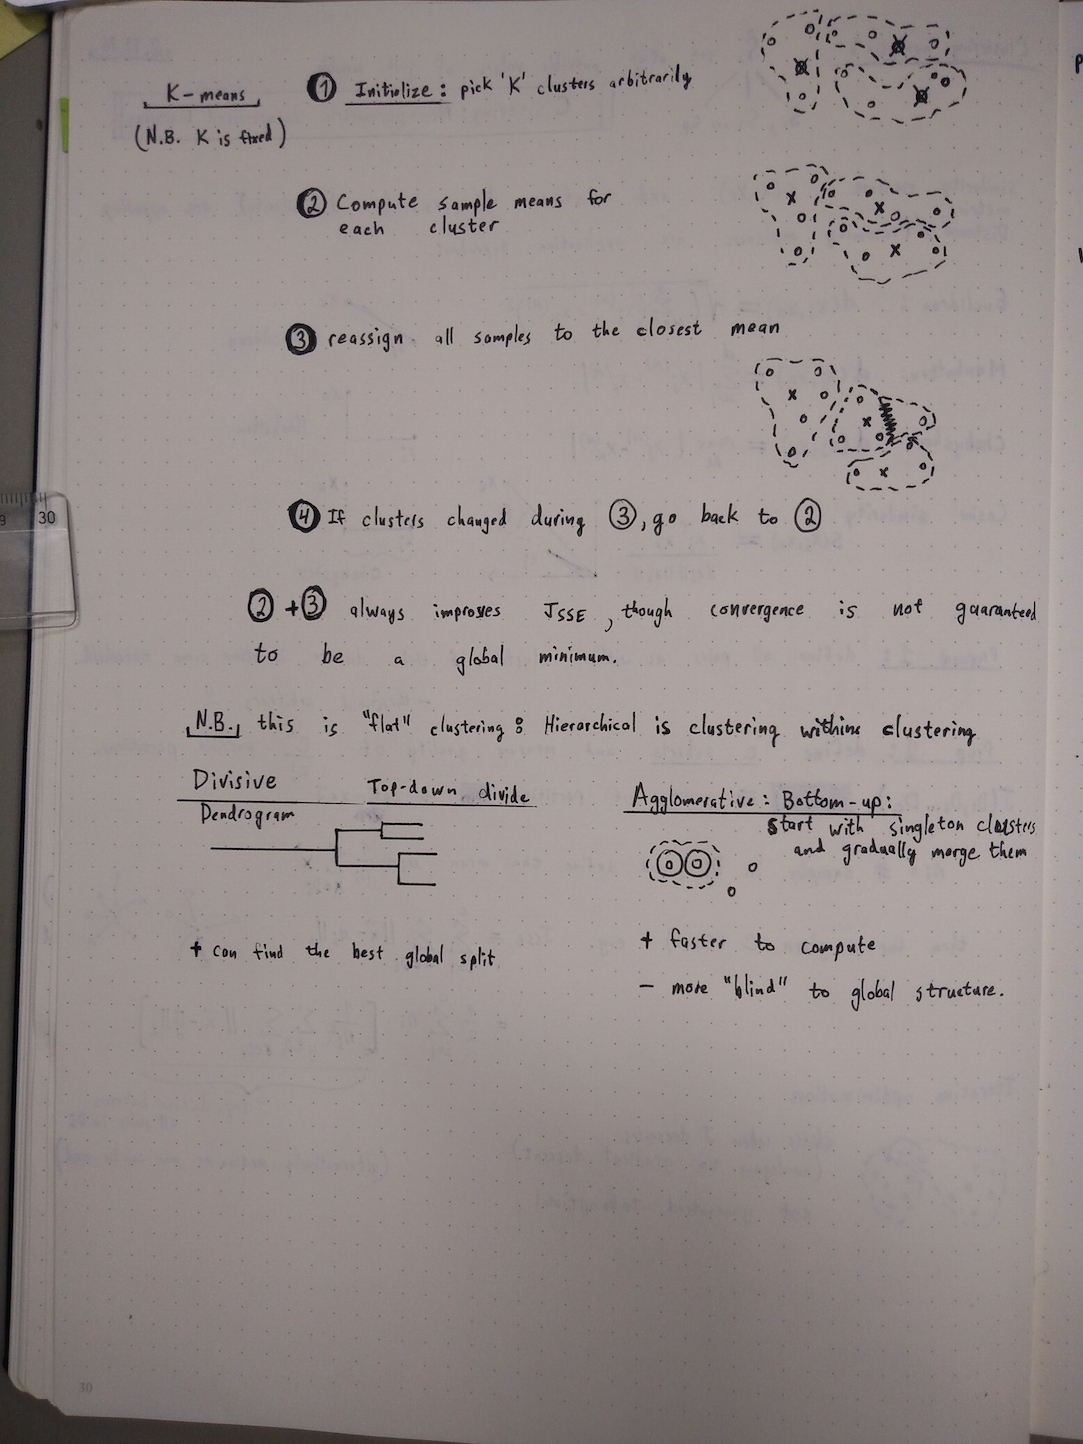 K-means
(N.B. K is fixed)
① Initialize: pick 'K' clusters arbitrarily
② Compute sample means for
each cluster
③ reassign all samples to the closest mean
9 30
④ If clusters changed during ③, go back to ②
② + ③ always improves JSSE, though convergence is not guaranteed
to be a global minimum.
N.B. this is "flat" clustering: Hierarchical is clustering within clustering
Divisive Top-down divide
Dendrogram
+ can find the best global split
Agglomerative: Bottom-up:
start with singleton clusters
and gradually merge them
+ faster to compute
- more "blind" to global structure.
30